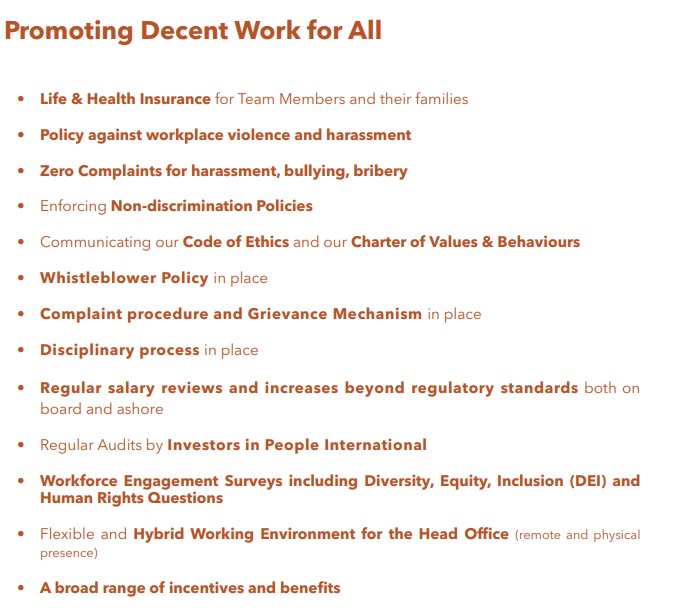 Promoting Decent Work for All
• Life & Health Insurance for Team Members and their families
• Policy against workplace violence and harassment
• Zero Complaints for harassment, bullying, bribery
• Enforcing Non-discrimination Policies
• Communicating our Code of Ethics and our Charter of Values & Behaviours
• Whistleblower Policy in place
• Complaint procedure and Grievance Mechanism in place
• Disciplinary process in place
• Regular salary reviews and increases beyond regulatory standards both on
board and ashore
• Regular Audits by Investors in People International
• Workforce Engagement Surveys including Diversity, Equity, Inclusion (DEI) and
Human Rights Questions
• Flexible and Hybrid Working Environment for the Head Office (remote and physical
presence)
• A broad range of incentives and benefits